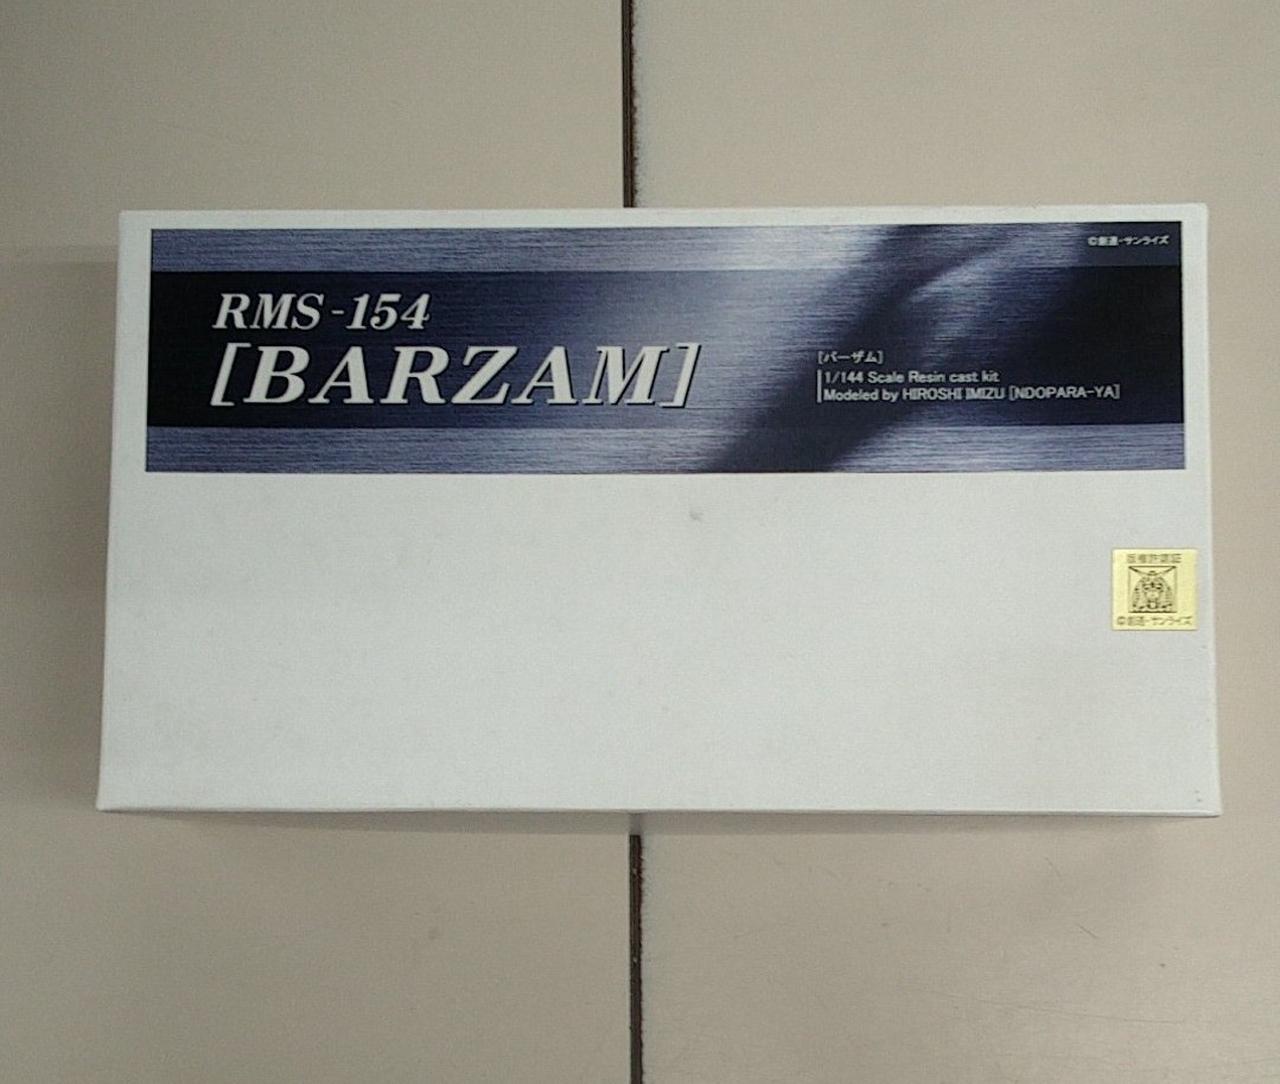 ©創通・サンライズ
RMS-154
[BARZAM]
[バーザム]
1/144 Scale Resin cast kit
Modeled by HIROSHI IMIZU [NDOPARA-YA]
版権許諾証
©創通・サンライズ